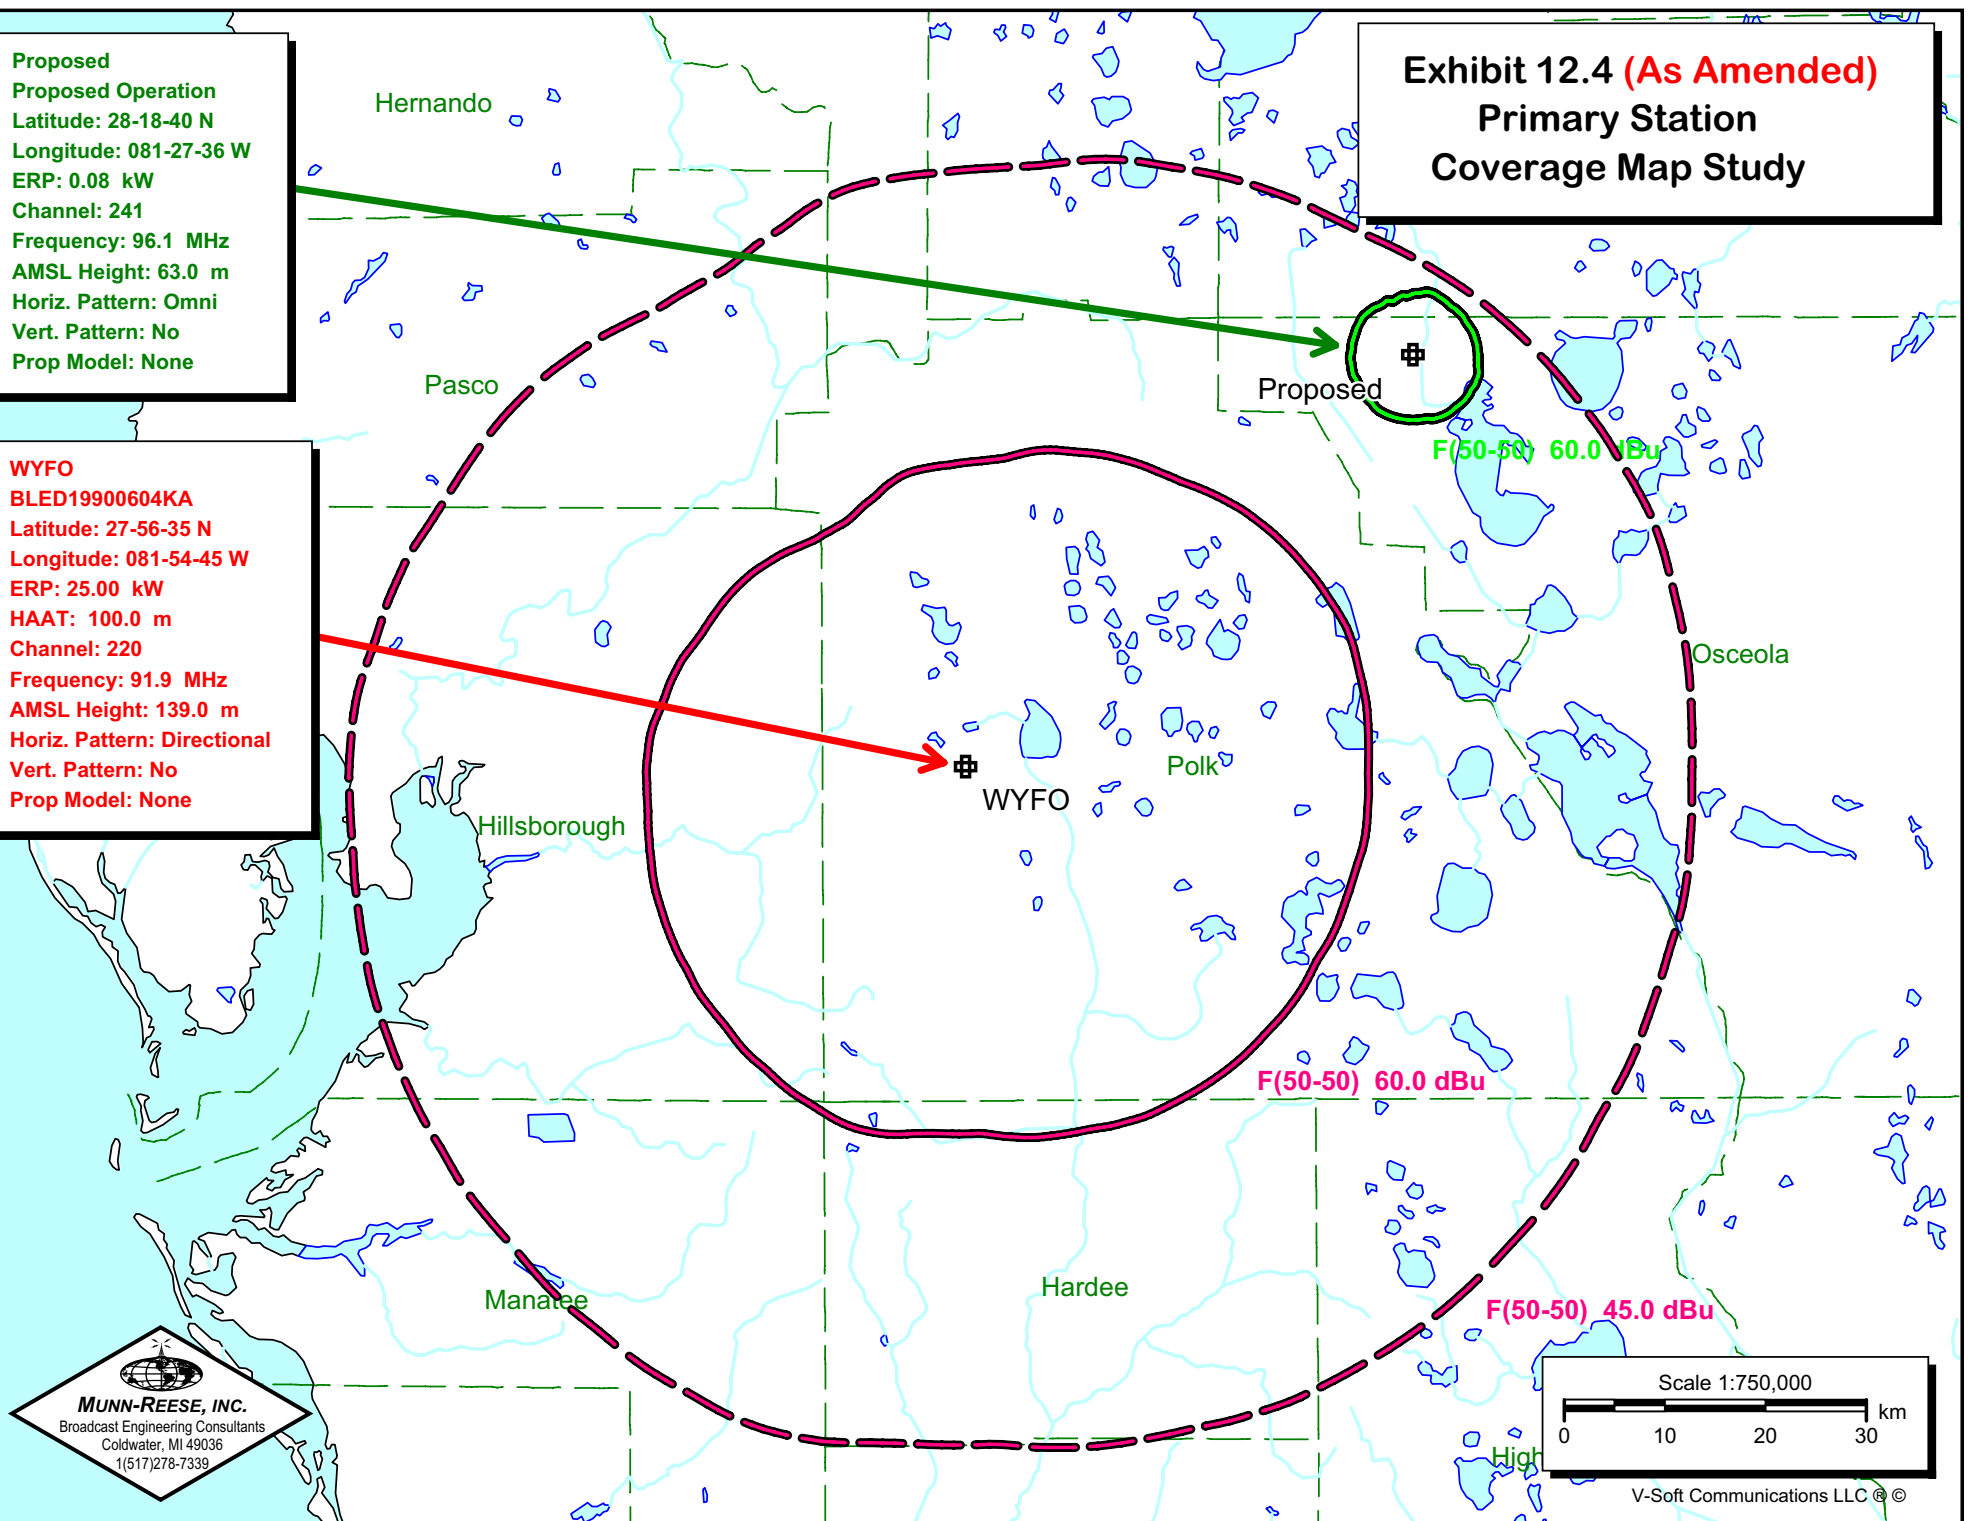 Exhibit 12.4 (As Amended)
Primary Station
Coverage Map Study
Proposed
Proposed Operation
Latitude: 28-18-40 N
Longitude: 081-27-36 W
ERP: 0.08 kW
Channel: 241
Frequency: 96.1 MHz
AMSL Height: 63.0 m
Horiz. Pattern: Omni
Vert. Pattern: No
Prop Model: None
Hernando
Pasco
Proposed
F(50-50) 60.0 dBu
WYFO
BLED19900604KA
Latitude: 27-56-35 N
Longitude: 081-54-45 W
ERP: 25.00 kW
HAAT: 100.0 m
Channel: 220
Frequency: 91.9 MHz
AMSL Height: 139.0 m
Horiz. Pattern: Directional
Vert. Pattern: No
Prop Model: None
Osceola
Polk
WYFO
Hillsborough
F(50-50) 60.0 dBu
Hardee
Manatee
F(50-50) 45.0 dBu
MUNN-REESE, INC.
Broadcast Engineering Consultants
Coldwater, MI 49036
1(517)278-7339
Scale 1:750,000
km
0 10 20 30
High
V-Soft Communications LLC ® ©